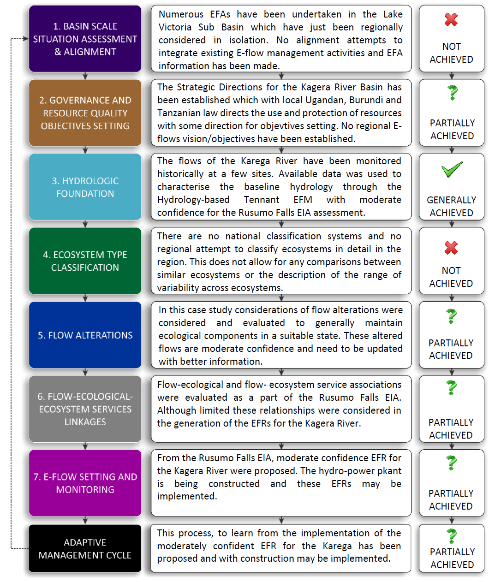 1. BASIN SCALE
SITUATION ASSESSMENT
& ALIGNMENT
Numerous EFAs have been undertaken in the Lake
Victoria Sub Basin which have just been regionally
considered in isolation. No alignment attempts to
integrate existing E-flow management activities and EFA
information has been made.
NOT
ACHIEVED
2. GOVERNANCE AND
RESOURCE QUALITY
OBJECTIVES SETTING
The Strategic Directions for the Kagera River Basin has
been established which with local Ugandan, Burundi and
Tanzanian law directs the use and protection of resources
with some direction for objevtives setting. No regional E-
flows vision/objectives have been established.
?
PARTIALLY
ACHIEVED
3. HYDROLOGIC
FOUNDATION
The flows of the Karega River have been monitored
historically at a few sites. Available data was used to
characterise the baseline hydrology through the
Hydrology-based Tennant EFM with moderate
confidence for the Rusumo Falls EIA assessment.
GENERALLY
ACHIEVED
4. ECOSYSTEM TYPE
CLASSIFICATION
There are no national classification systems and no
regional attempt to classify ecosystems in detail in the
region. This does not allow for any comparisons between
similar ecosystems or the description of the range of
variability across ecosystems.
NOT
ACHIEVED
5. FLOW ALTERATIONS
In this case study considerations of flow alterations were
considered and evaluated to generally maintain
ecological components in a suitable state. These altered
flows are moderate confidence and need to be updated
with better information.
?
PARTIALLY
ACHIEVED
6. FLOW-ECOLOGICAL-
ECOSYSTEM SERVICES
LINKAGES
Flow-ecological and flow- ecosystem service associations
were evaluated as a part of the Rusumo Falls EIA.
Although limited these relationships were considered in
the generation of the EFRs for the Kagera River.
?
PARTIALLY
ACHIEVED
7. E-FLOW SETTING AND
MONITORING
From the Rusumo Falls EIA, moderate confidence EFR for
the Kagera River were proposed. The hydro-power pkant
is being constructed and these EFRs may be
implemented.
?
PARTIALLY
ACHIEVED
ADAPTIVE
MANAGEMENT CYCLE
This process, to learn from the implementation of the
moderately confident EFR for the Karega has been
proposed and with construction may be implemented.
?
PARTIALLY
ACHIEVED